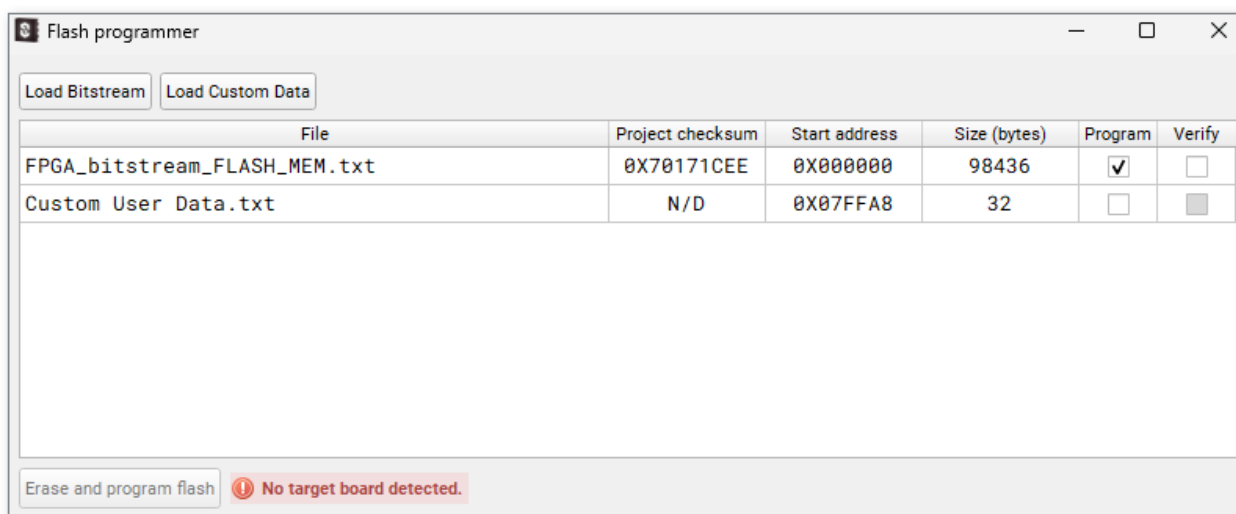 Flash programmer
Load Bitstream Load Custom Data
File Project checksum Start address Size (bytes) Program Verify
FPGA_bitstream_FLASH_MEM.txt 0X70171CEE 0X000000 98436
Custom User Data.txt N/D 0X07FFA8 32
Erase and program flash No target board detected.